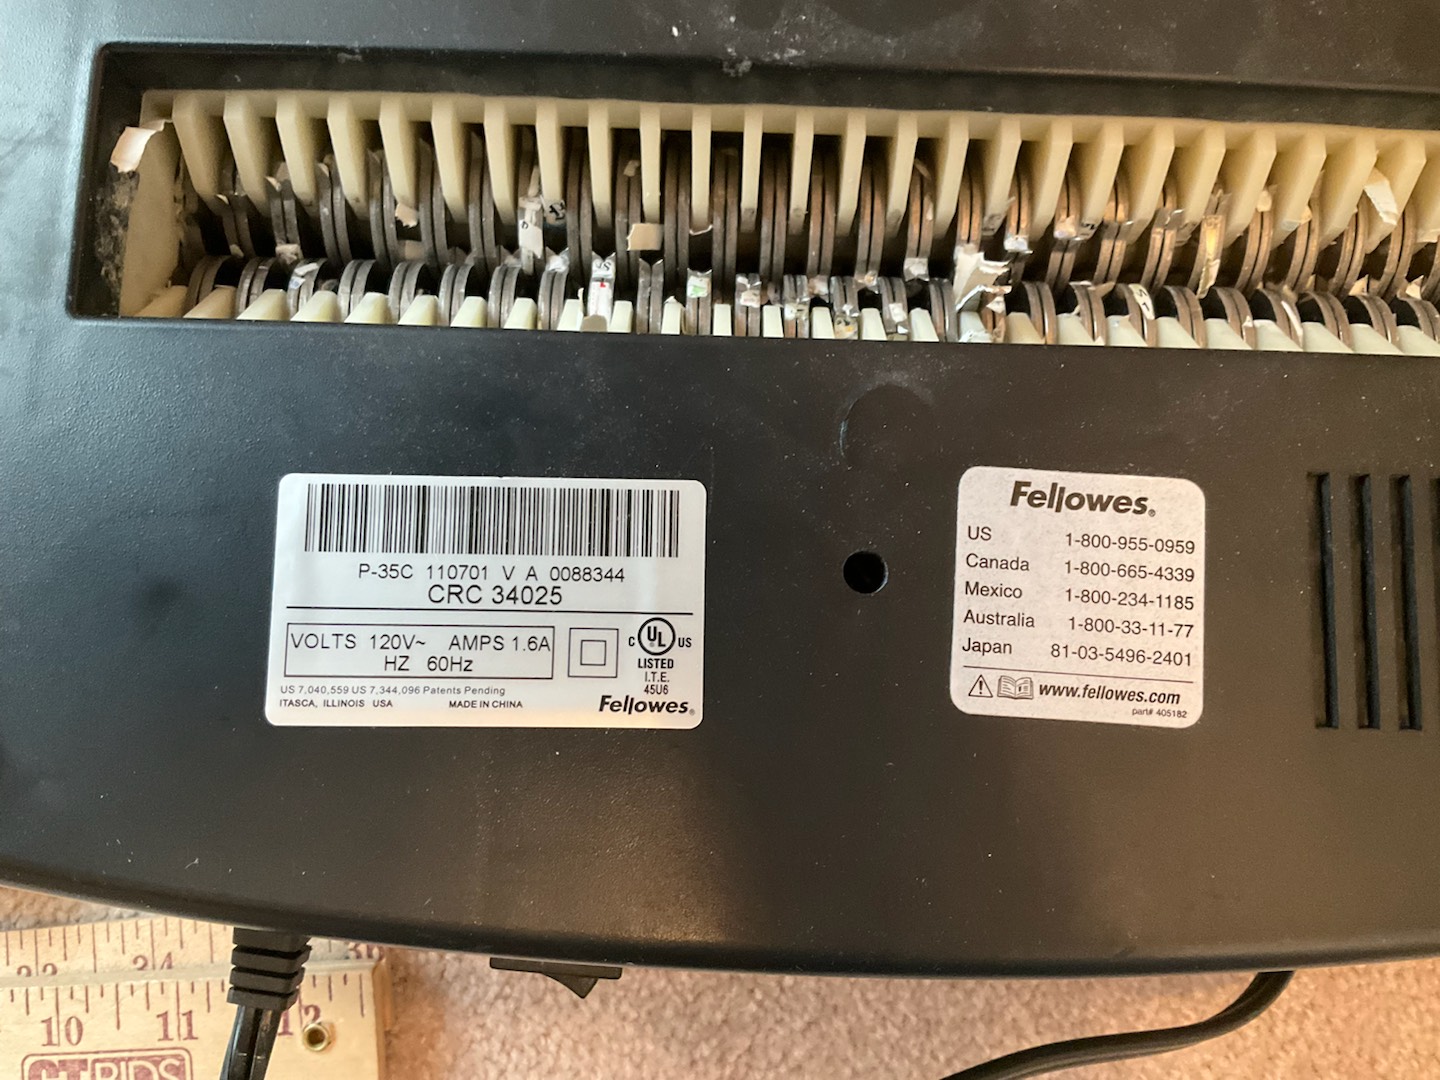 P-35C 110701 V A 0088344
CRC 34025
VOLTS 120V~ AMPS 1.6A
HZ 60Hz
C UL US
LISTED
I.T.E.
45U6
US 7,040,559 US 7,344,096 Patents Pending
ITASCA, ILLINOIS USA MADE IN CHINA
Fellowes®
Fellowes®
US 1-800-955-0959
Canada 1-800-665-4339
Mexico 1-800-234-1185
Australia 1-800-33-11-77
Japan 81-03-5496-2401
www.fellowes.com
part# 405182
34
10 11 12